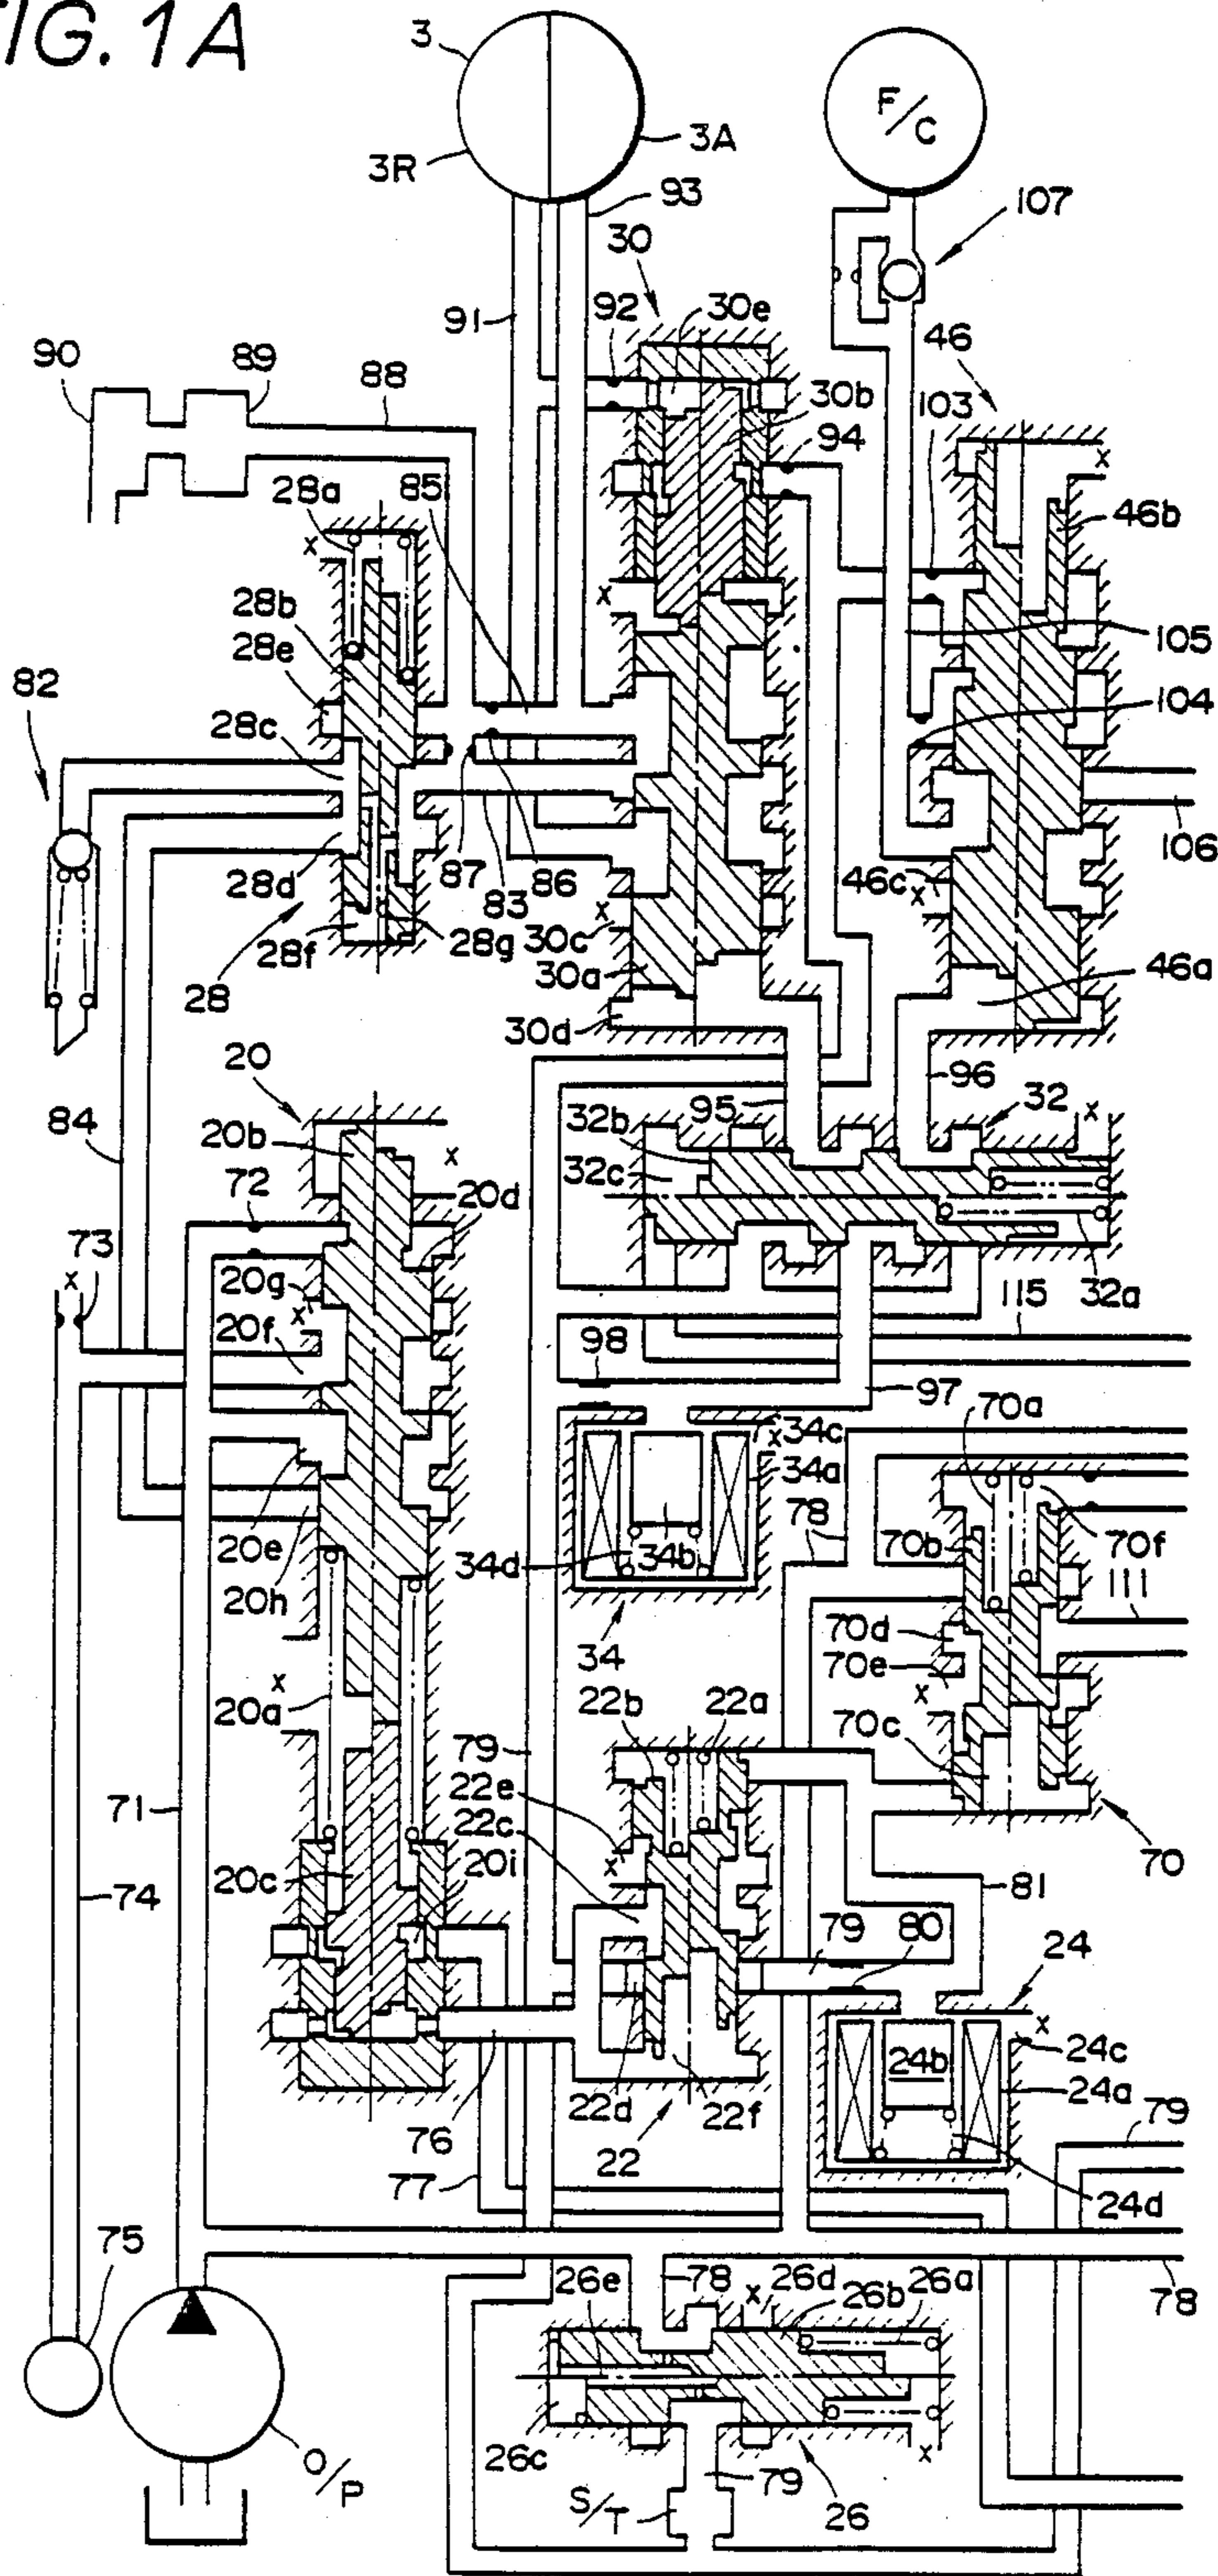 FIG. 1A
3
3R
3A
93
F/C
107
30
91
92
30e
46
90
89
88
30b
103
94
x
28a
85
46b
x
28b
x
28e
105
82
28c
104
28d
87
83
86
46c
106
x
28f
28g
x
30c
28
30a
46a
30d
20
96
95
32
x
84
20b
32b
x
32c
72
20d
73
x
20g
x
115
32a
20f
98
97
70a
x
34c
34a
78
70b
20e
34d
34b
70f
20h
111
34
70d
70e
x
x
20a
22b
22a
70c
79
22e
71
22c
x
70
20c
20i
81
74
79
80
24
x
24b
24c
24a
22d
22f
79
76
22
77
24d
75
78
26e
x
26d
26b
26a
78
26c
x
O/P
79
S/T
26